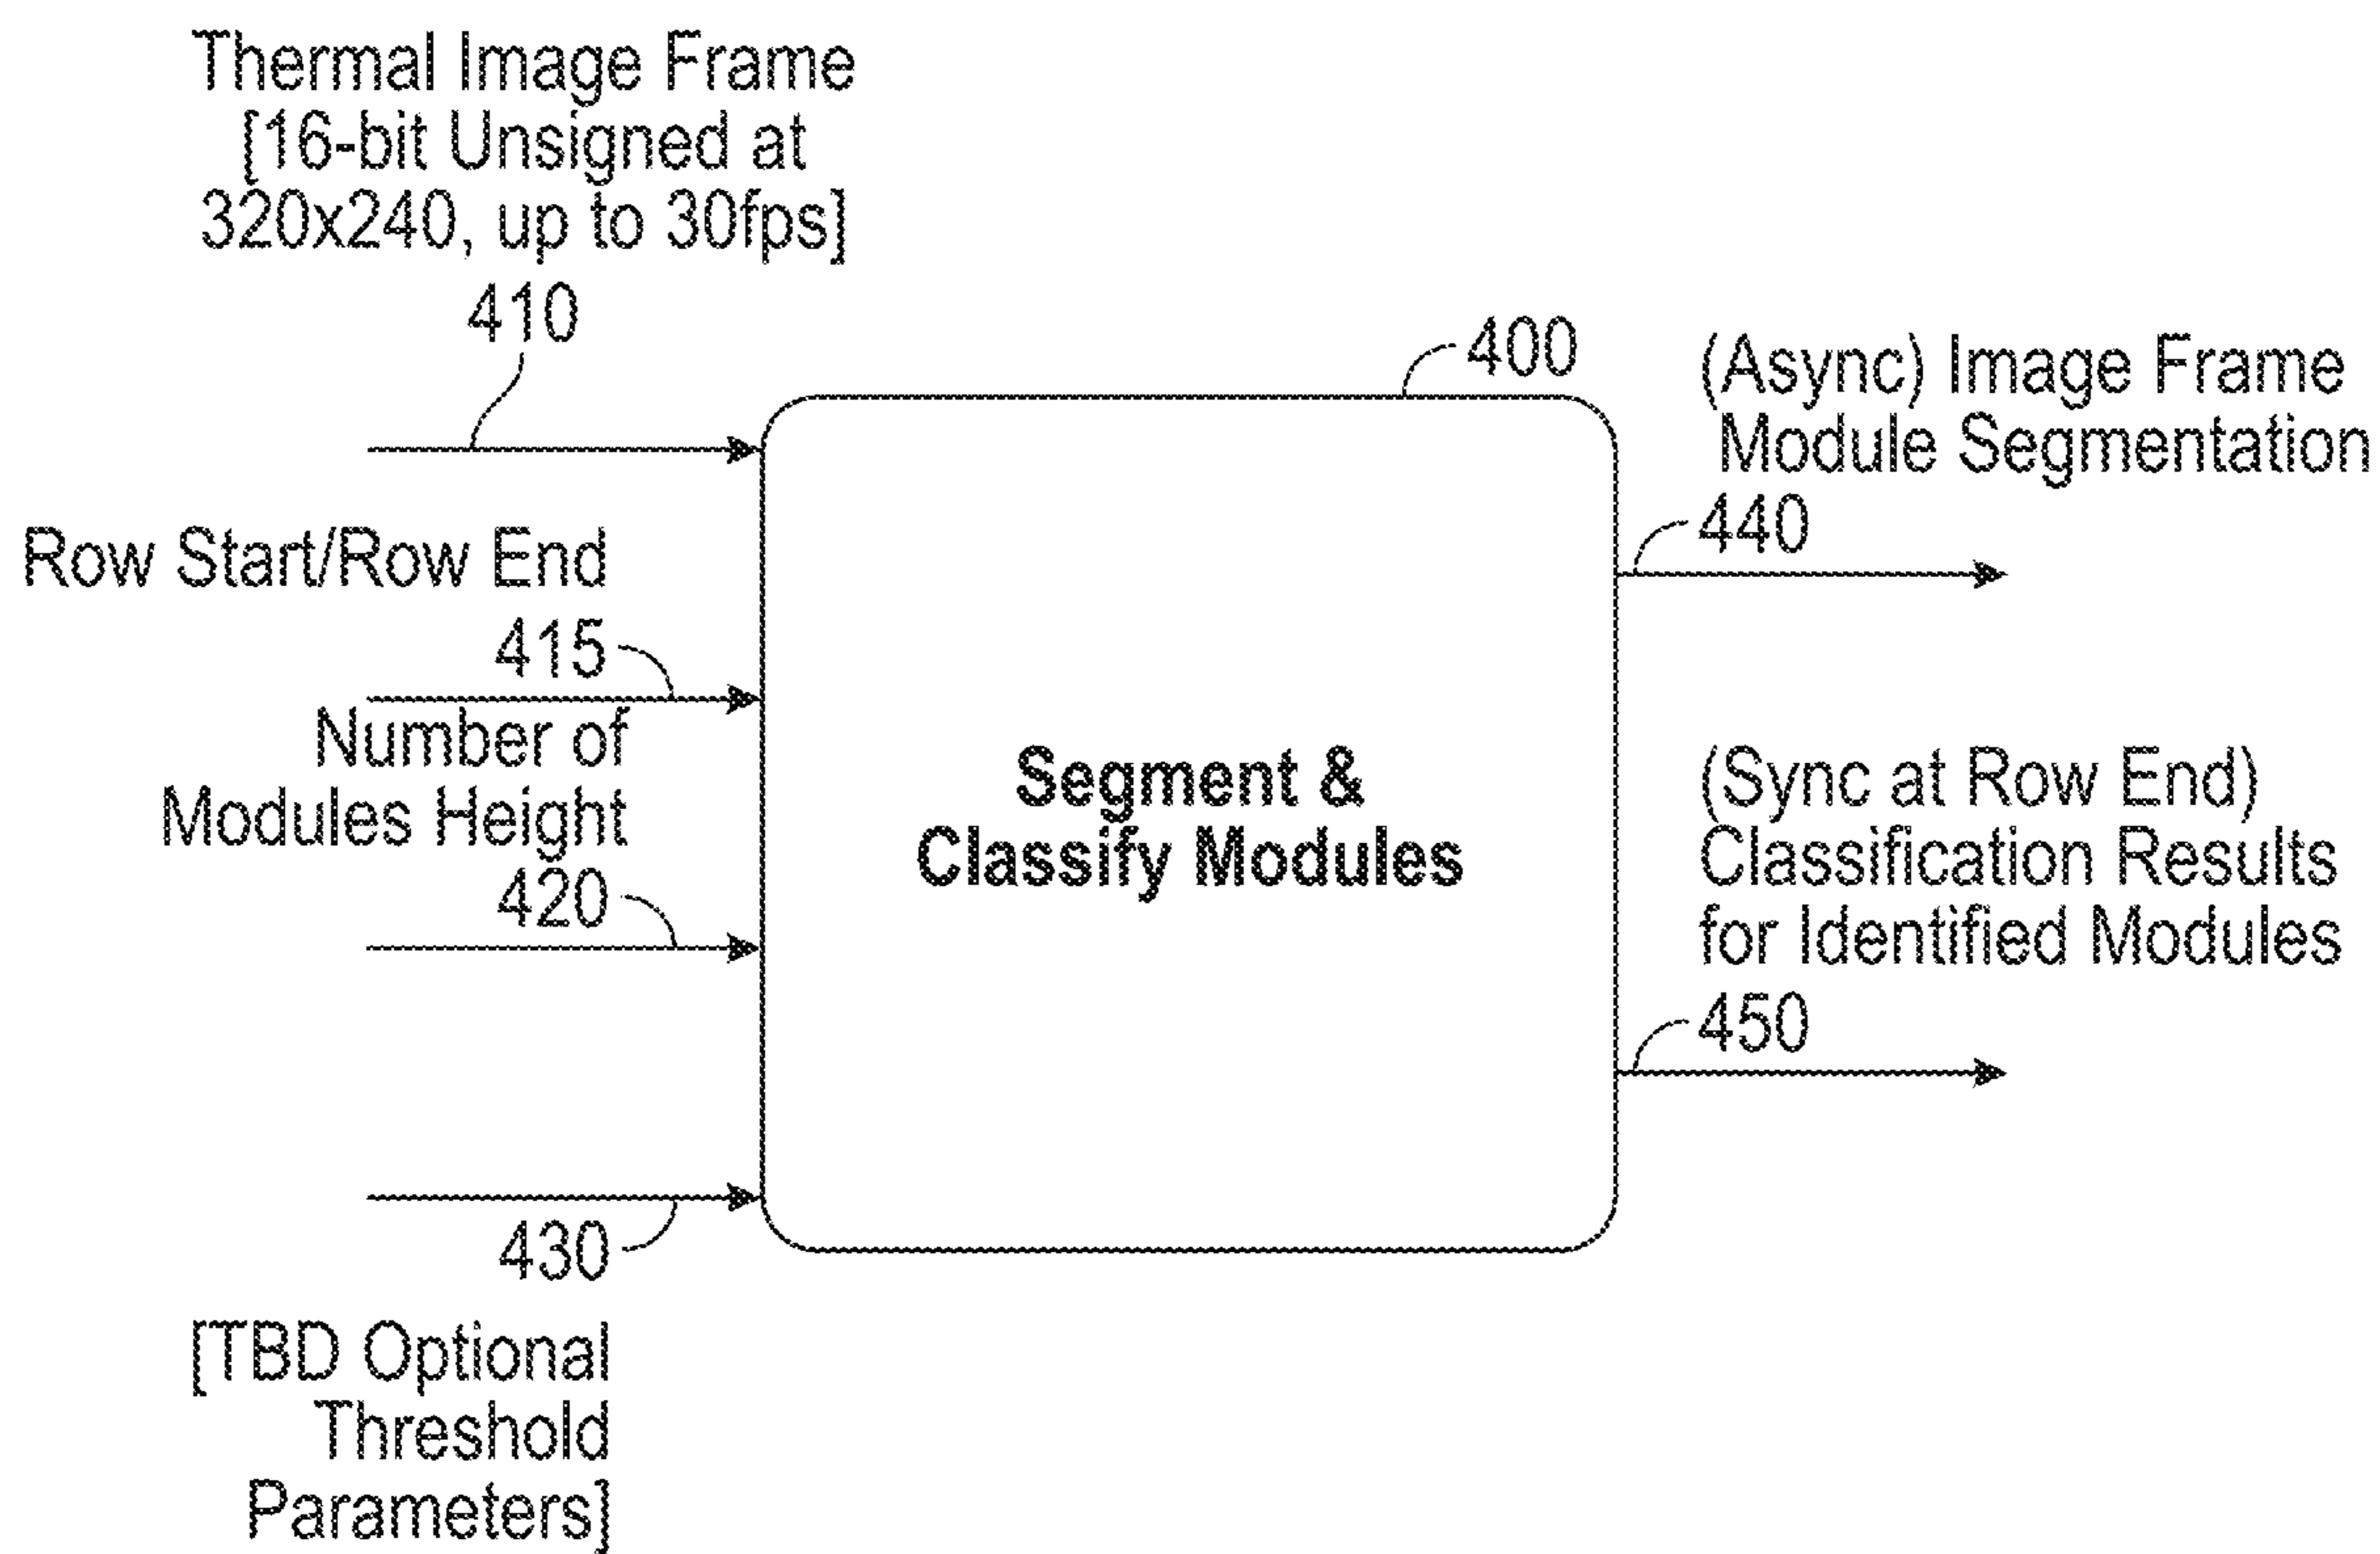 Thermal Image Frame
[16-bit Unsigned at
320x240, up to 30fps]
410
Row Start/Row End
415
Number of
Modules Height
420
430
[TBD Optional
Threshold
Parameters]
400
Segment &
Classify Modules
(Async) Image Frame
Module Segmentation
440
(Sync at Row End)
Classification Results
for Identified Modules
450